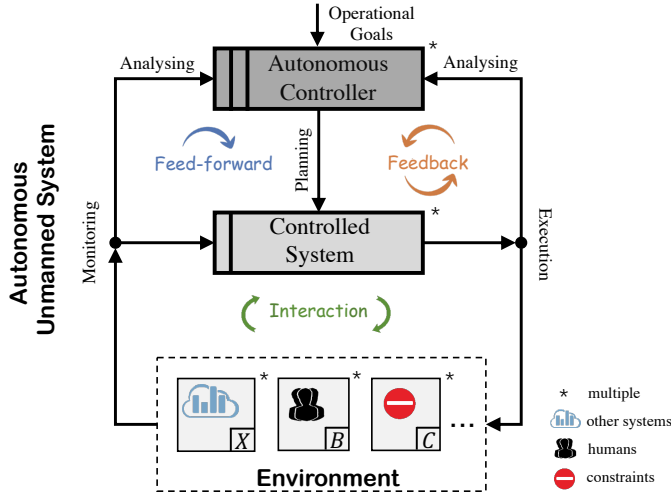 Operational
Goals
Analysing
*
Analysing
Autonomous
Controller
Feed-forward
Planning
Feedback
Autonomous
Unmanned System
Monitoring
*
Controlled
System
Execution
Interaction
*
*
*
X
B
C
...
Environment
* multiple
other systems
humans
constraints